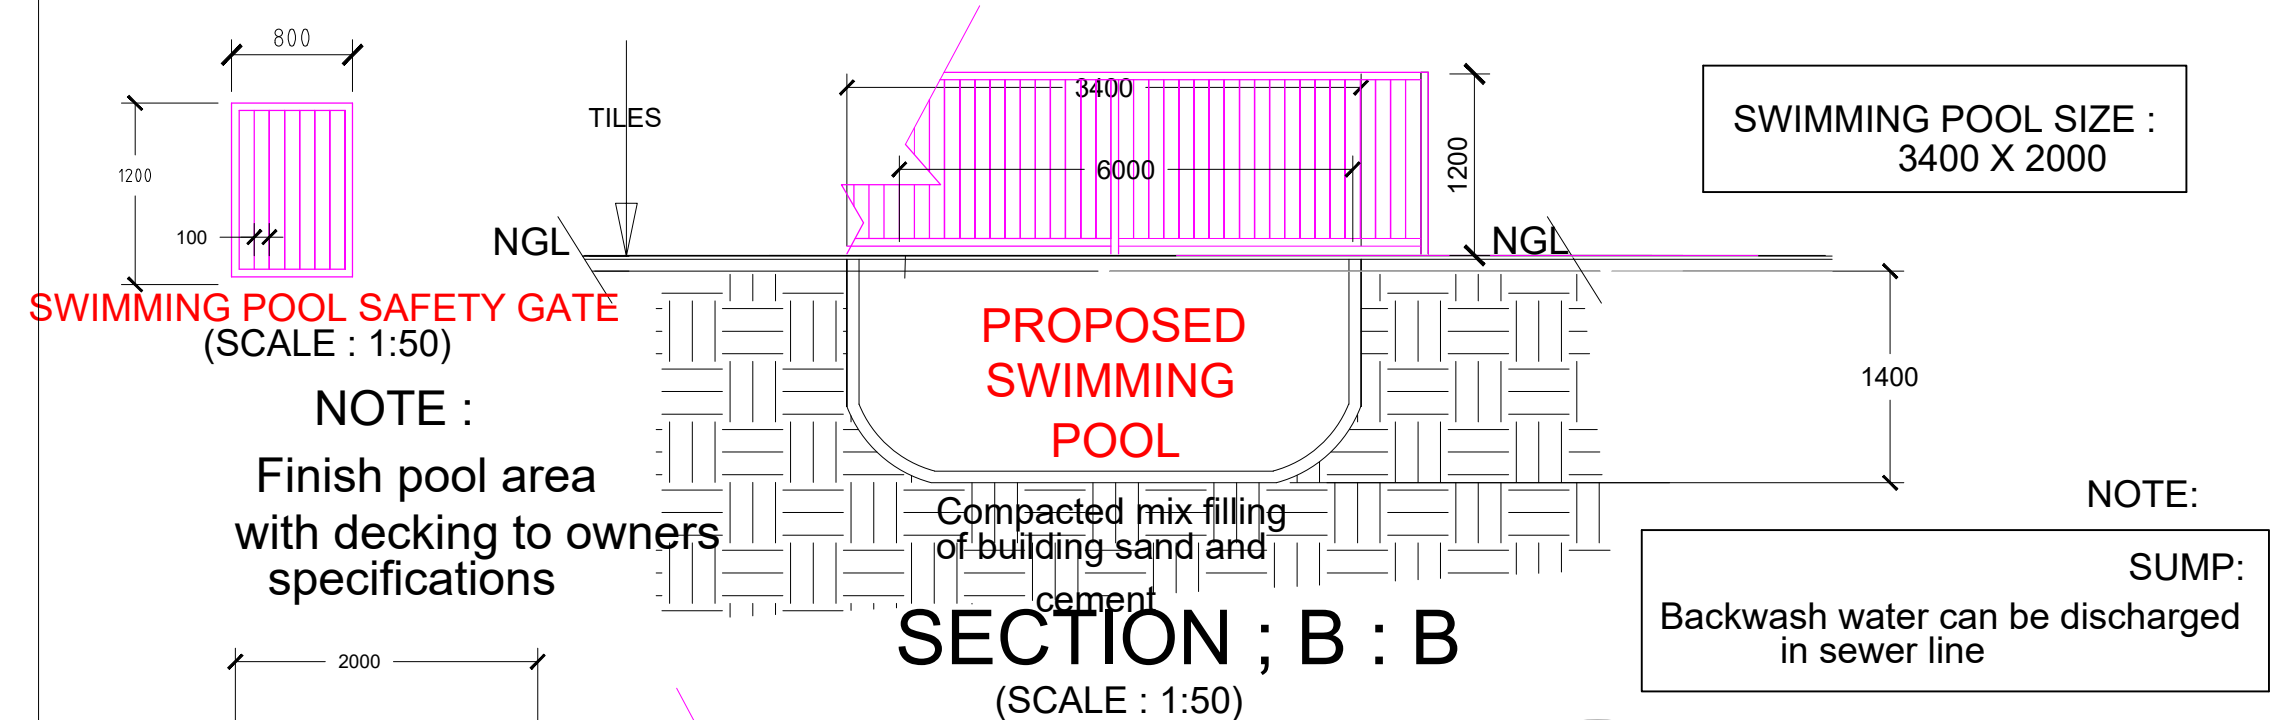 800
1200
100
SWIMMING POOL SAFETY GATE
(SCALE : 1:50)
NOTE :
Finish pool area
with decking to owners
specifications
2000
TILES
NGL
3400
6000
1200
NGL
PROPOSED
SWIMMING
POOL
Compacted mix filling
of building sand and
cement
SECTION ; B : B
(SCALE : 1:50)
SWIMMING POOL SIZE :
3400 X 2000
1400
NOTE:
SUMP:
Backwash water can be discharged
in sewer line